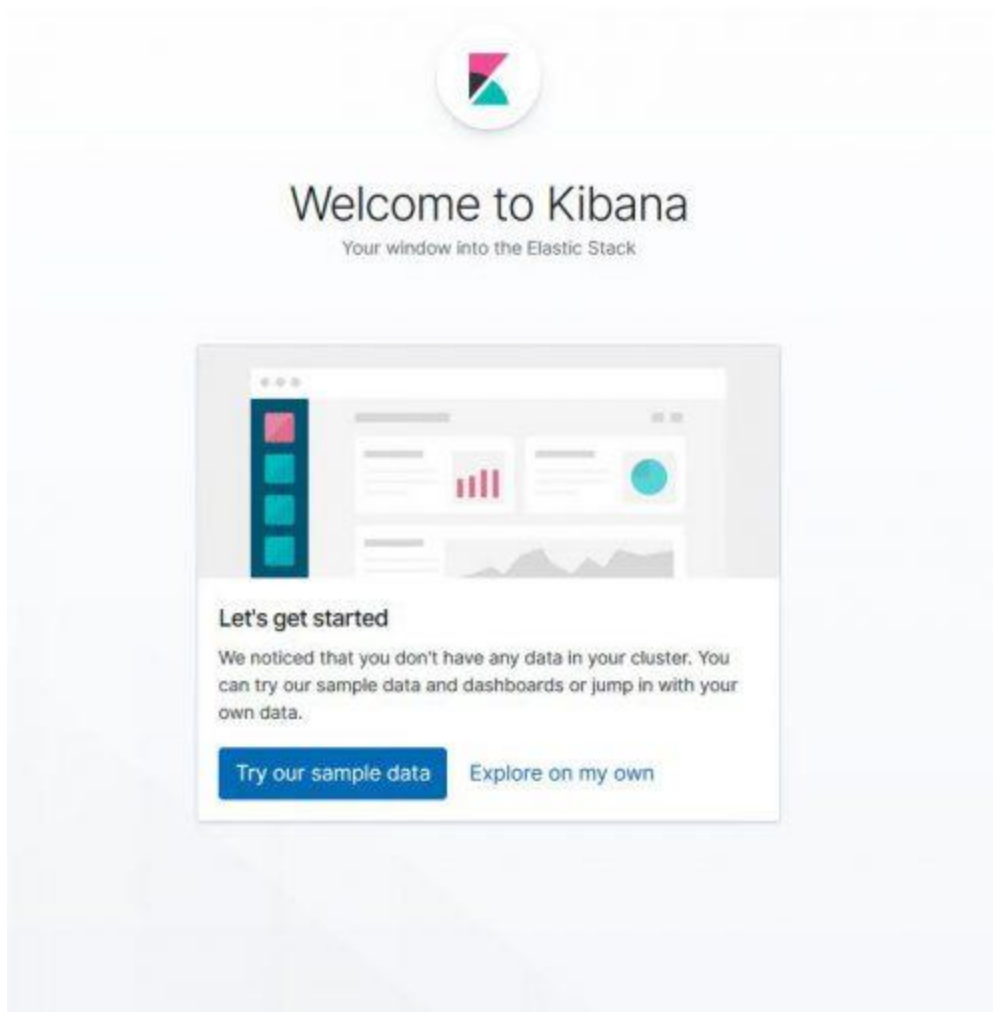 Welcome to Kibana
Your window into the Elastic Stack
Let's get started
We noticed that you don't have any data in your cluster. You
can try our sample data and dashboards or jump in with your
own data.
Try our sample data
Explore on my own